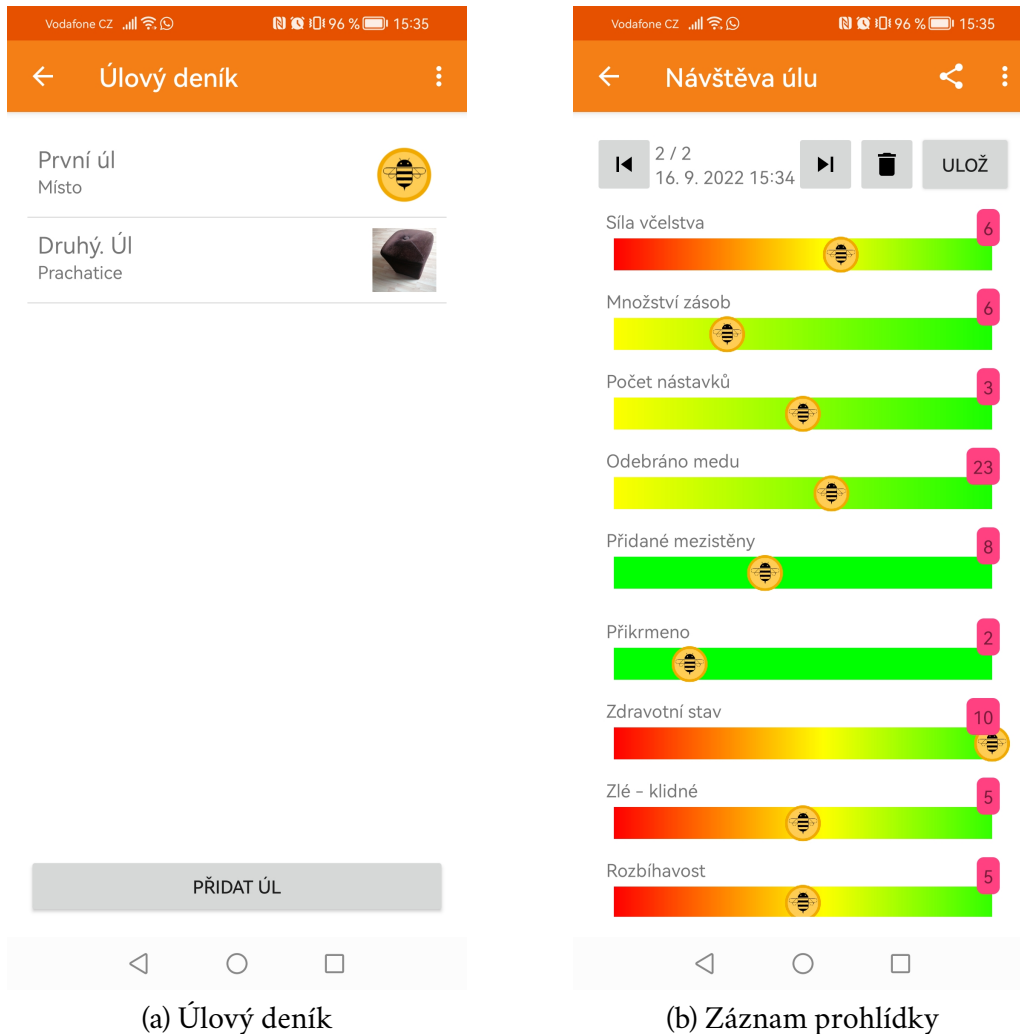 Vodafone CZ 96 % 15:35
Úlový deník
První úl
Místo
Druhý. Úl
Prachatice
PŘIDAT ÚL
(a) Úlový deník
Vodafone CZ 96 % 15:35
Návštěva úlu
2 / 2
16. 9. 2022 15:34
ULOŽ
Síla včelstva 6
Množství zásob 6
Počet nástavků 3
Odebráno medu 23
Přidané mezistěny 8
Přikrmeno 2
Zdravotní stav 10
Zlé - klidné 5
Rozbíhavost 5
(b) Záznam prohlídky